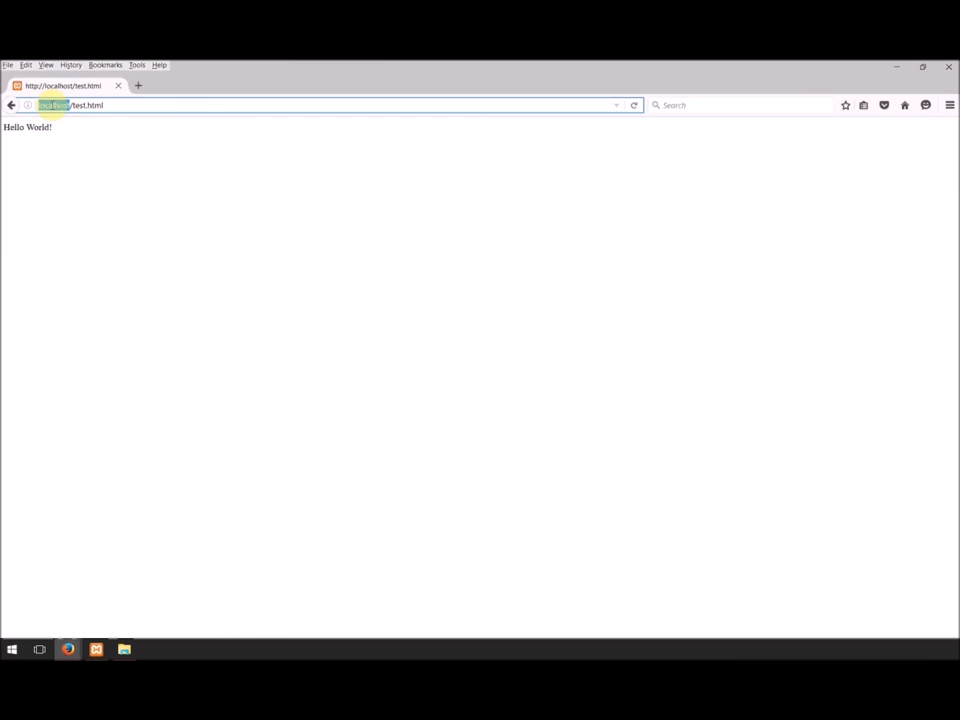 File Edit View History Bookmarks Tools Help
http://localhost/test.html
localhost/test.html
Search
Hello World!